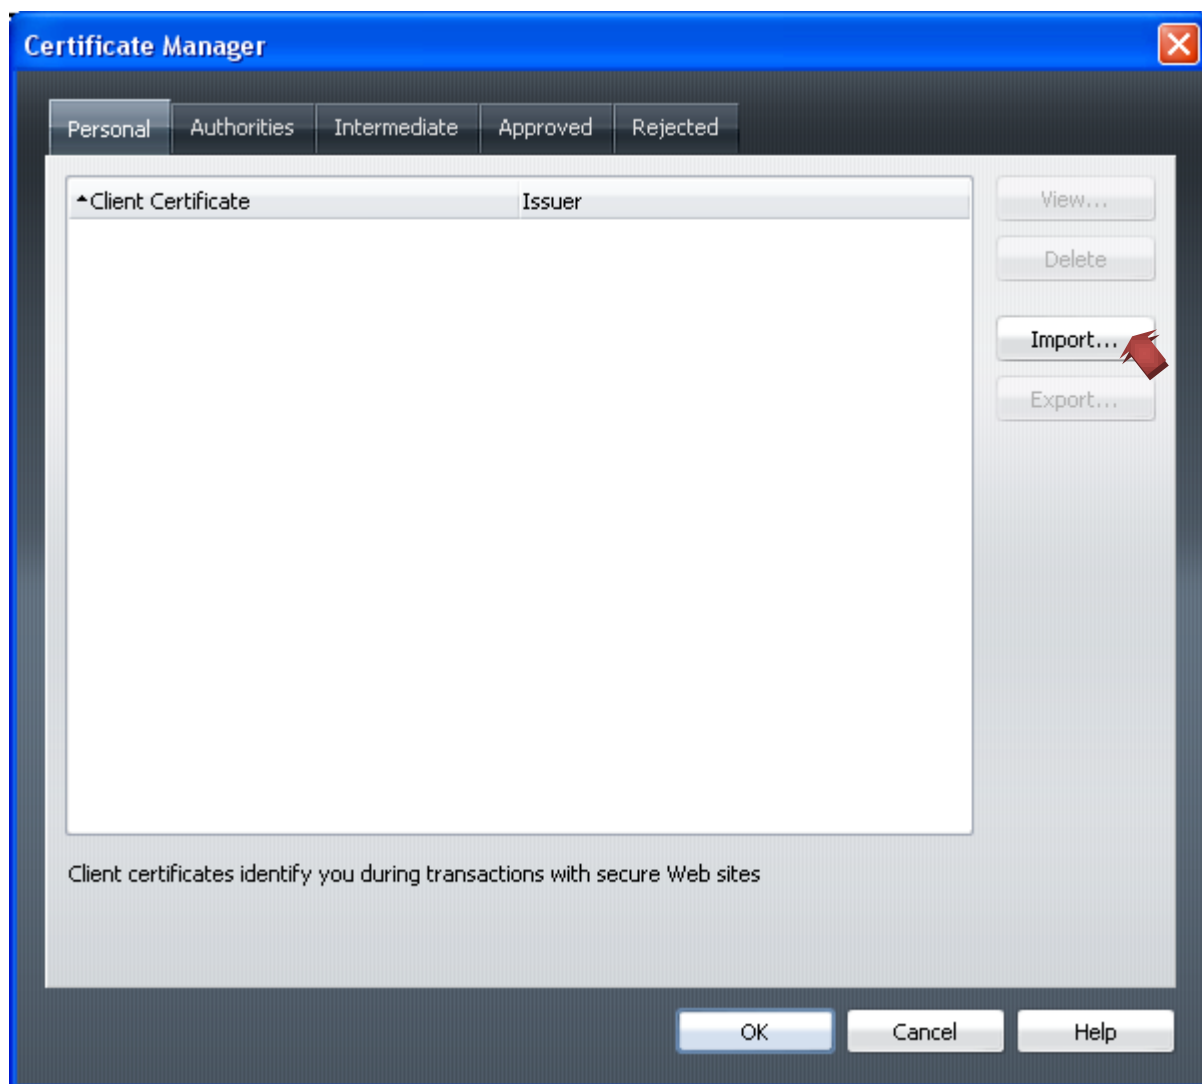 Certificate Manager
Personal Authorities Intermediate Approved Rejected
Client Certificate Issuer
View...
Delete
Import...
Export...
Client certificates identify you during transactions with secure Web sites
OK Cancel Help